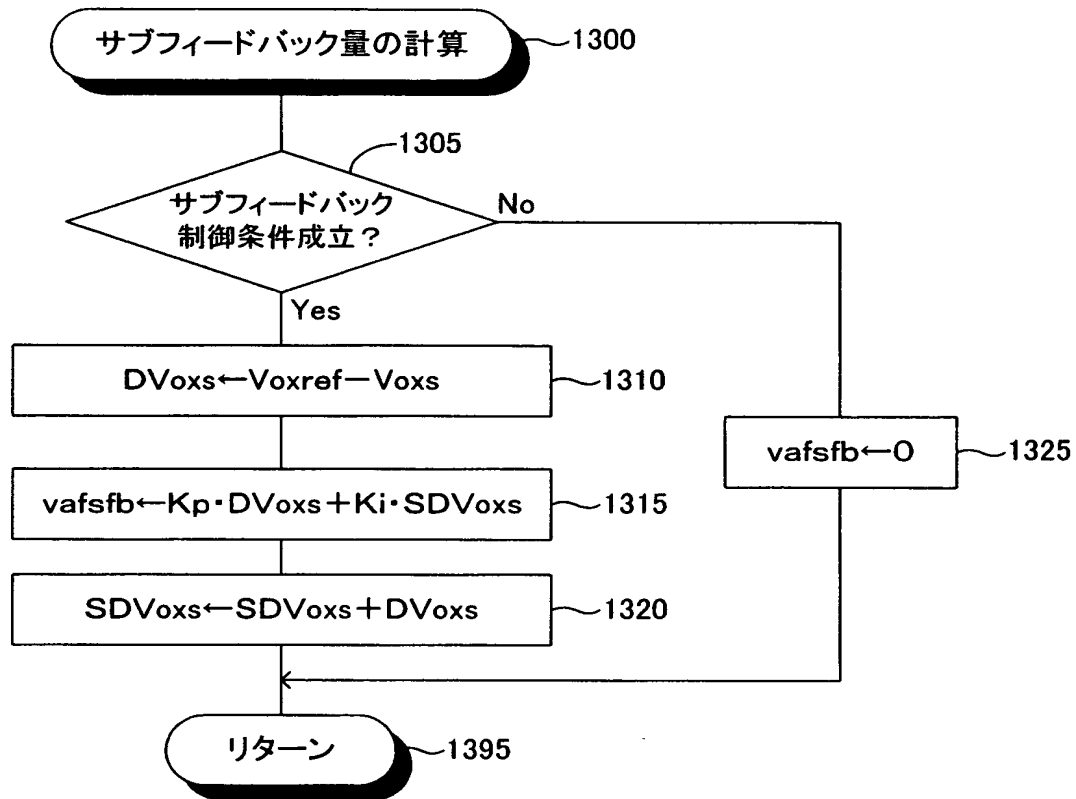 サブフィードバック量の計算
1300
1305
サブフィードバック
制御条件成立？
No
Yes
DVoxs←Voxref－Voxs
1310
vafsfb←0
1325
vafsfb←Kp・DVoxs＋Ki・SDVoxs
1315
SDVoxs←SDVoxs＋DVoxs
1320
リターン
1395